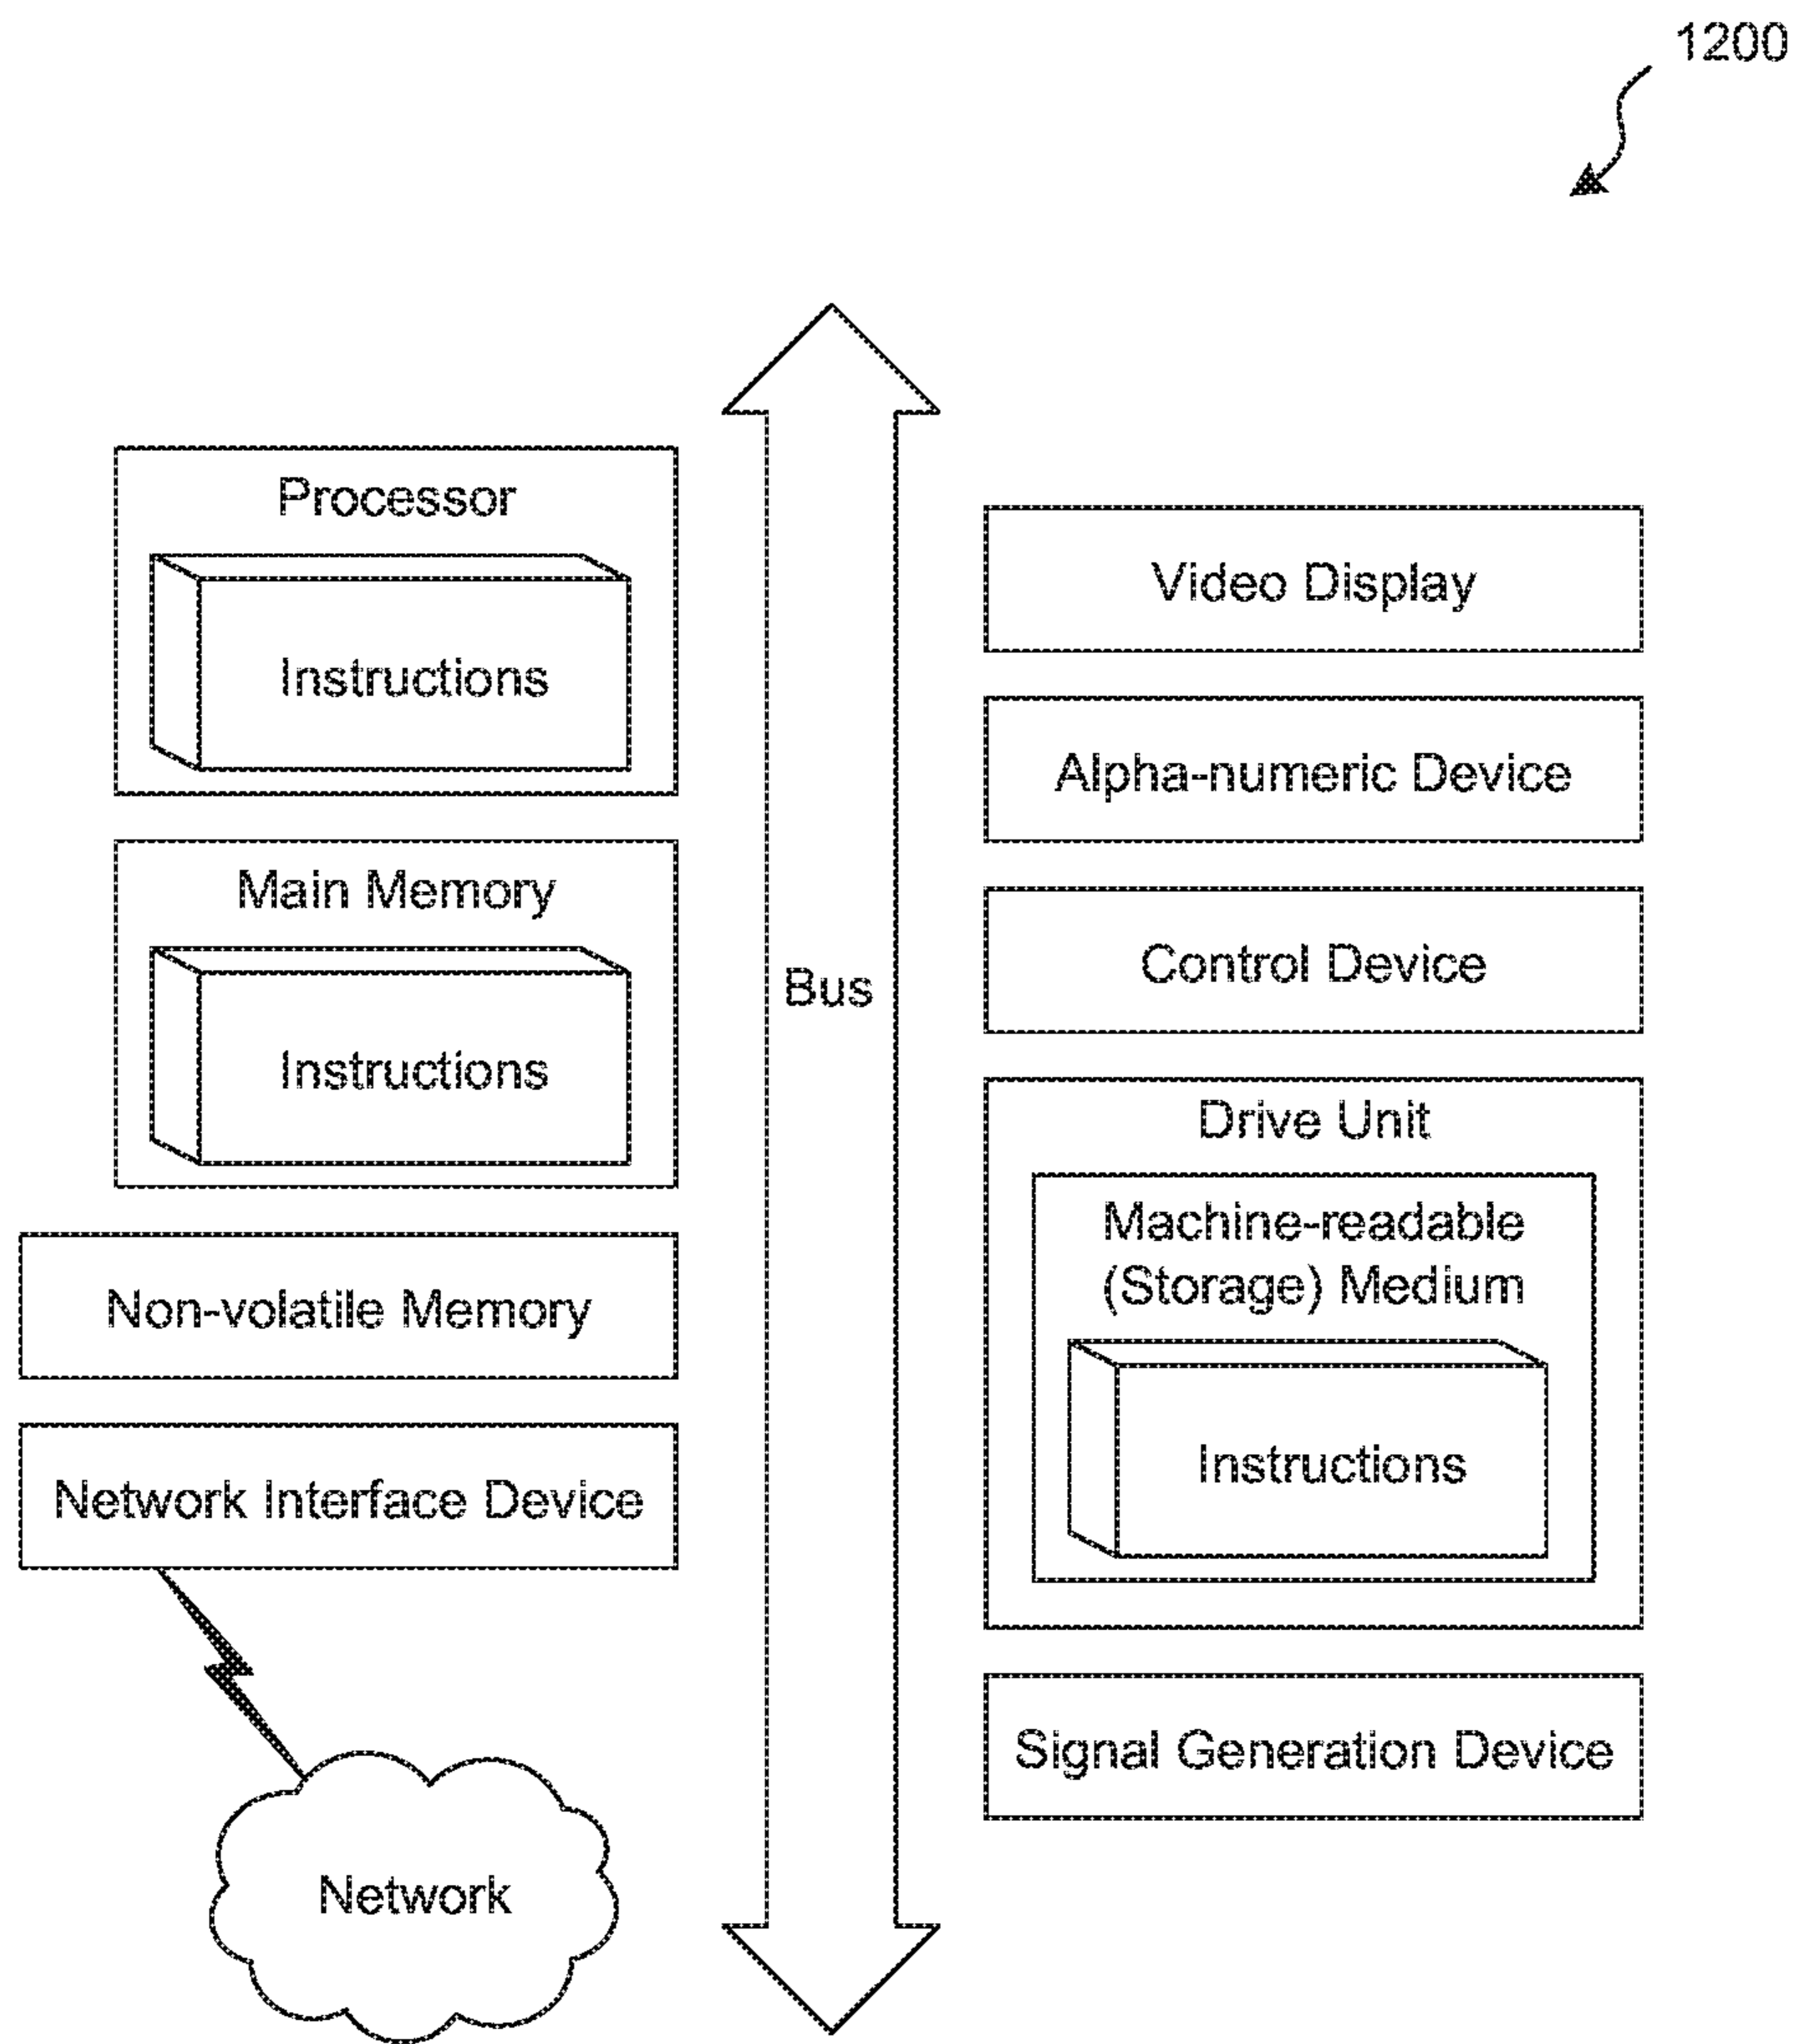 1200
Processor
Instructions
Main Memory
Instructions
Non-volatile Memory
Network Interface Device
Network
Bus
Video Display
Alpha-numeric Device
Control Device
Drive Unit
Machine-readable
(Storage) Medium
Instructions
Signal Generation Device